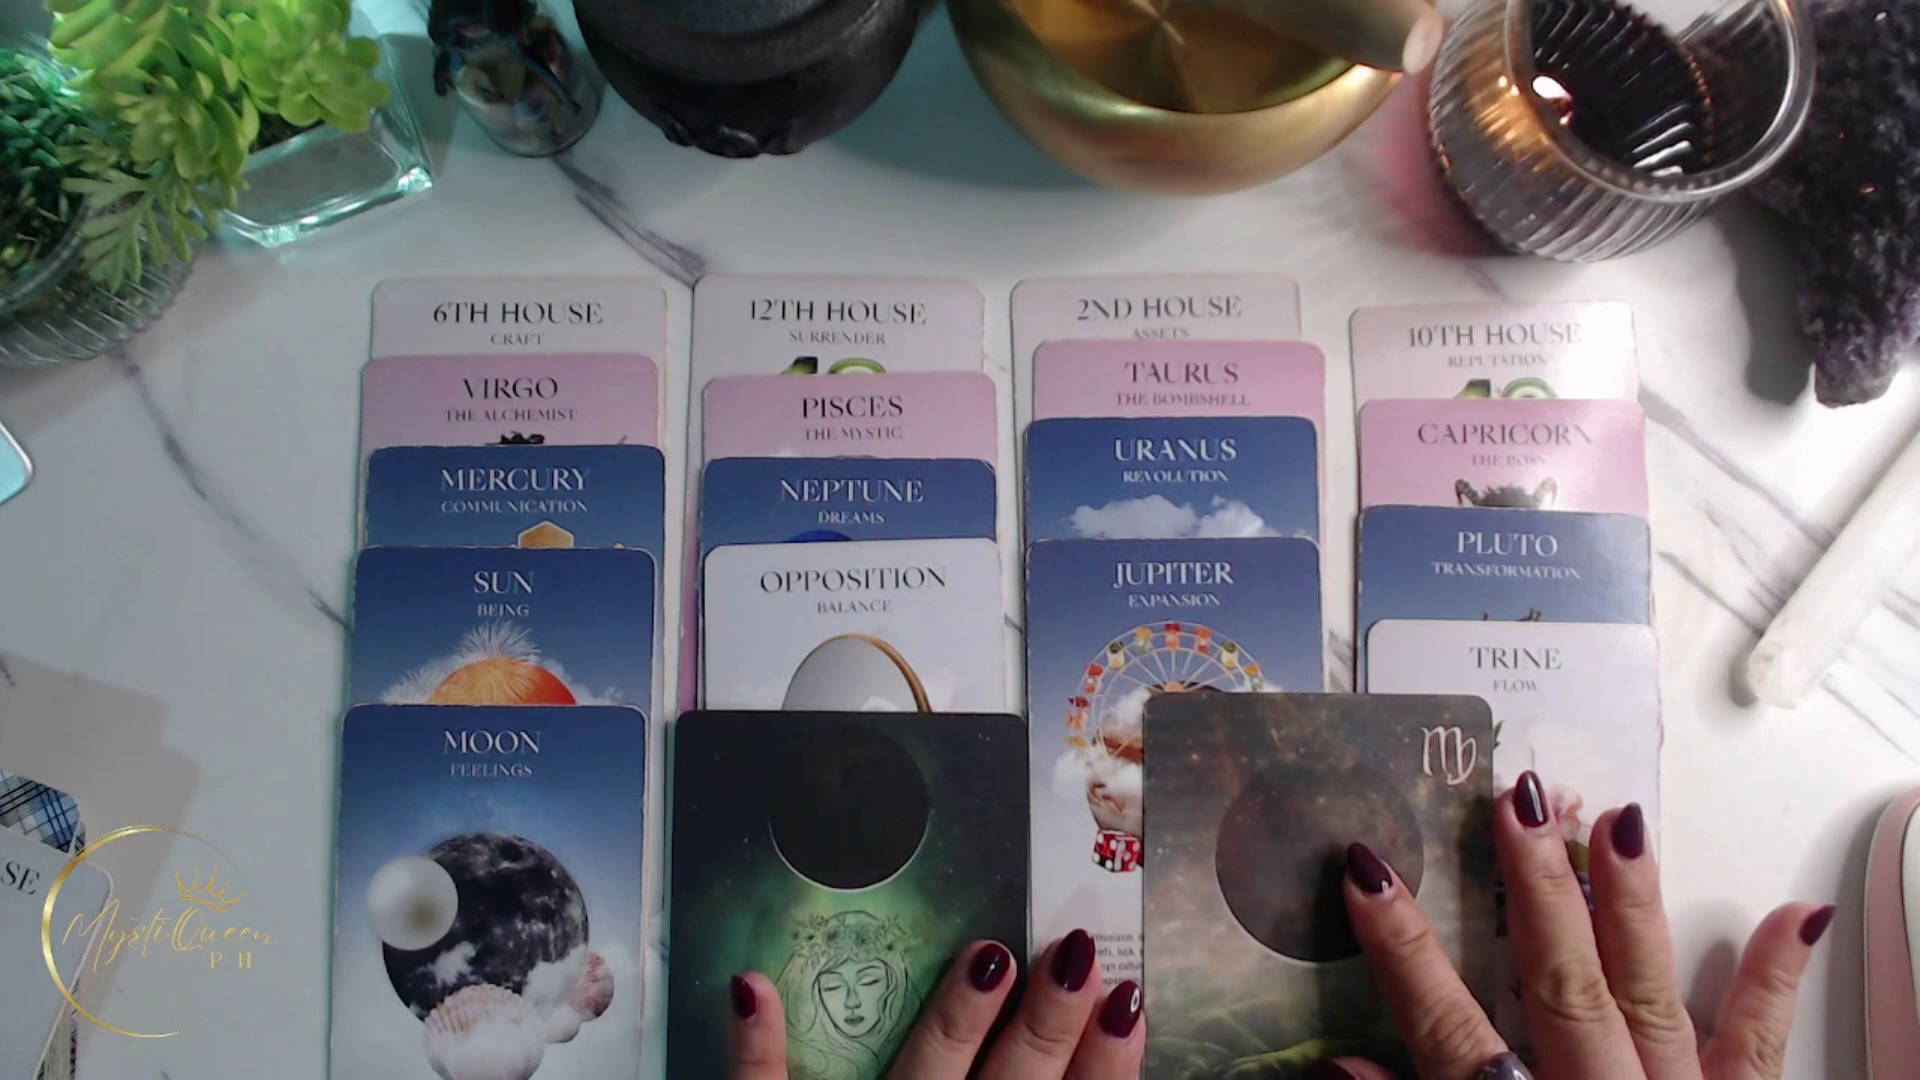 6TH HOUSE
CRAFT
VIRGO
THE ALCHEMIST
MERCURY
COMMUNICATION
SUN
BEING
MOON
FEELINGS
12TH HOUSE
SURRENDER
PISCES
THE MYSTIC
NEPTUNE
DREAMS
OPPOSITION
BALANCE
2ND HOUSE
ASSETS
TAURUS
THE BOMBSHELL
URANUS
REVOLUTION
JUPITER
EXPANSION
10TH HOUSE
REPUTATION
10
CAPRICORN
THE BOSS
PLUTO
TRANSFORMATION
TRINE
FLOW
SE
MystiQueen
PH